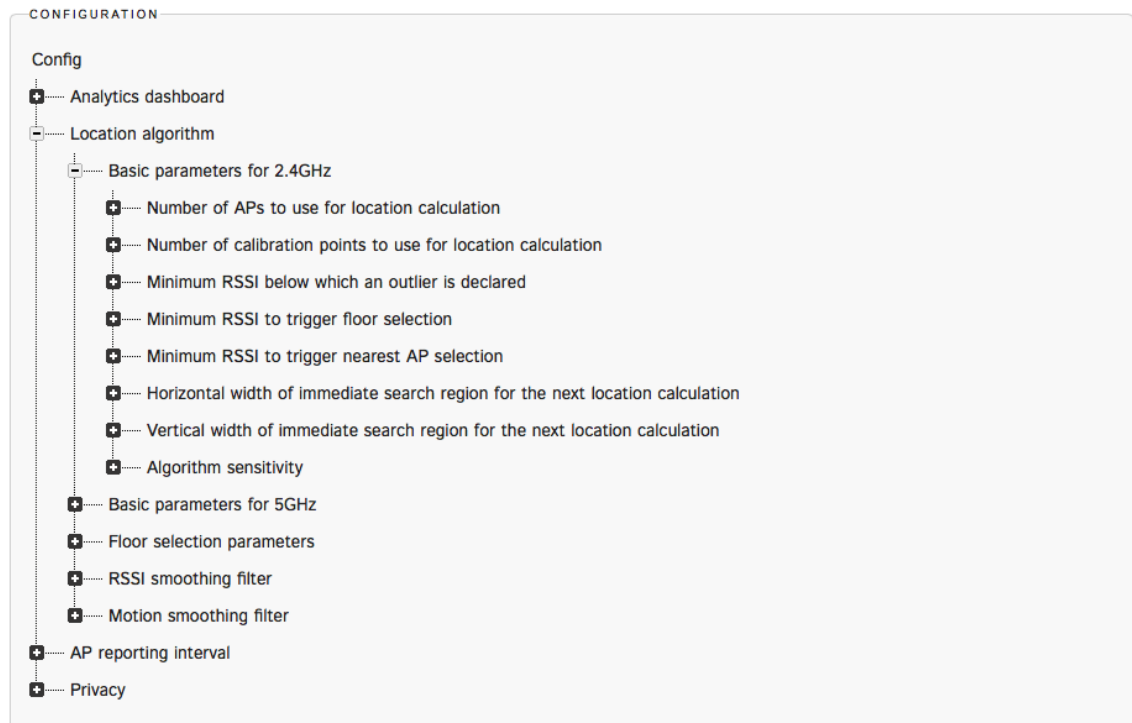 CONFIGURATION
Config
Analytics dashboard
Location algorithm
Basic parameters for 2.4GHz
Number of APs to use for location calculation
Number of calibration points to use for location calculation
Minimum RSSI below which an outlier is declared
Minimum RSSI to trigger floor selection
Minimum RSSI to trigger nearest AP selection
Horizontal width of immediate search region for the next location calculation
Vertical width of immediate search region for the next location calculation
Algorithm sensitivity
Basic parameters for 5GHz
Floor selection parameters
RSSI smoothing filter
Motion smoothing filter
AP reporting interval
Privacy